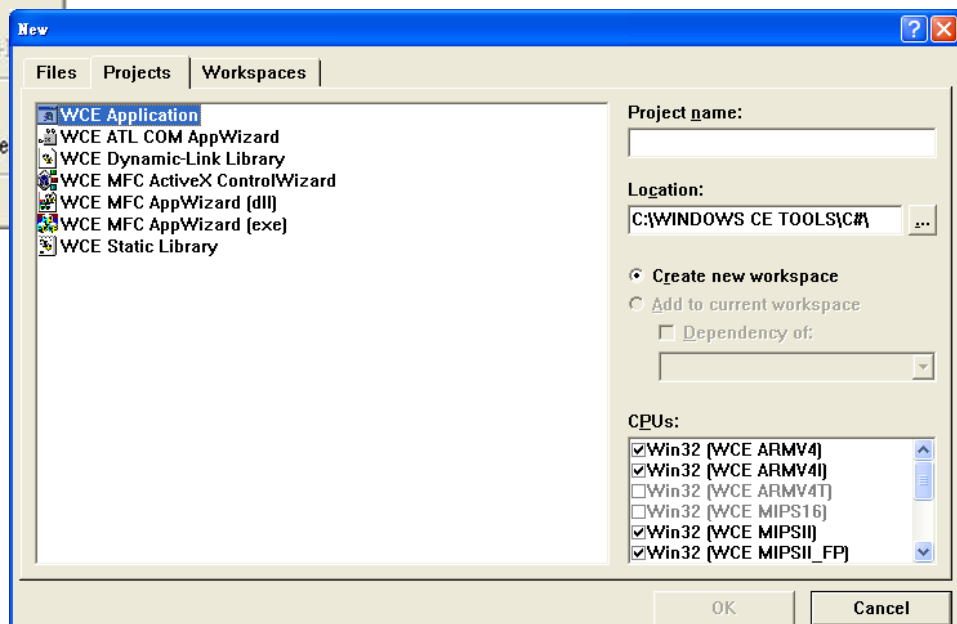 New
Files
Projects
Workspaces
WCE Application
WCE ATL COM AppWizard
WCE Dynamic-Link Library
WCE MFC ActiveX ControlWizard
WCE MFC AppWizard (dll)
WCE MFC AppWizard (exe)
WCE Static Library
Project name:
Location:
C:\WINDOWS CE TOOLS\C#\
...
Create new workspace
Add to current workspace
Dependency of:
CPUs:
Win32 (WCE ARMV4)
Win32 (WCE ARMV4I)
Win32 (WCE ARMV4T)
Win32 (WCE MIPS16)
Win32 (WCE MIPSII)
Win32 (WCE MIPSII_FP)
OK
Cancel